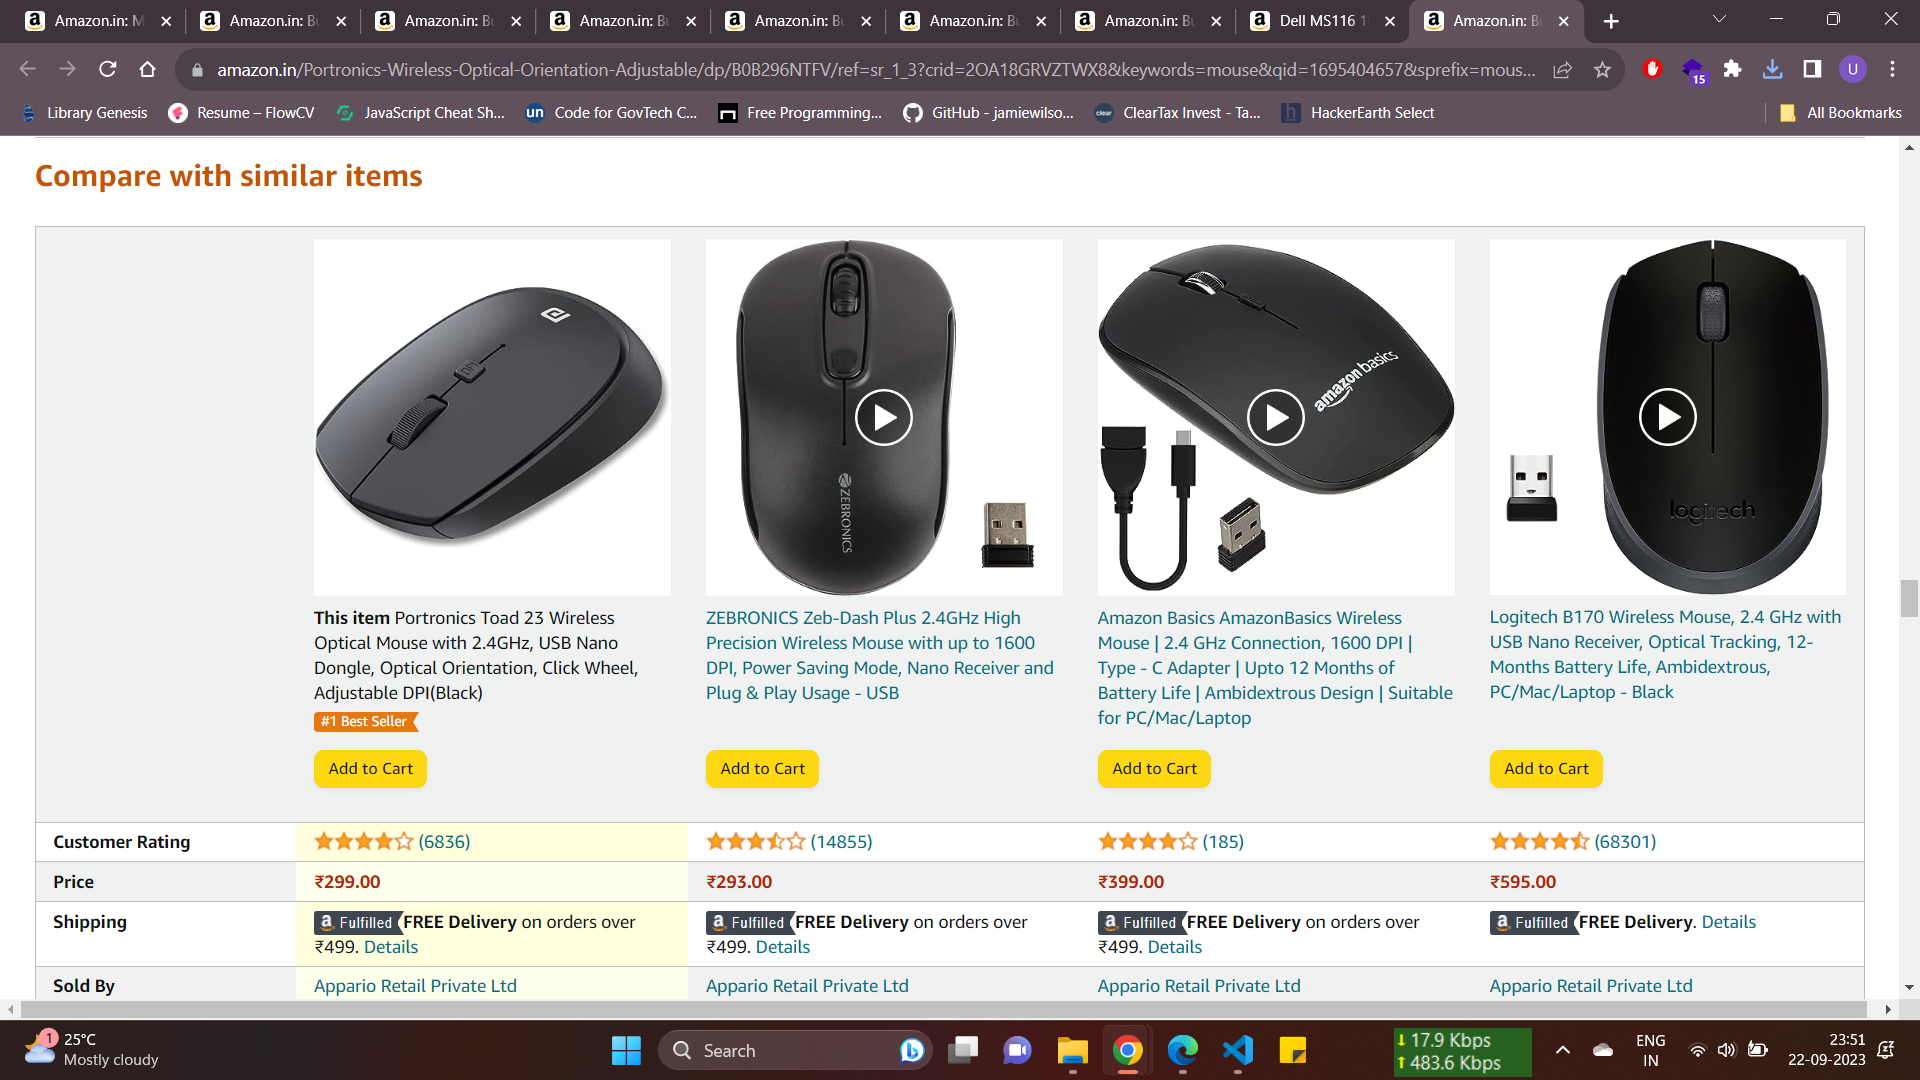 Amazon.in: M
Amazon.in: Bu
Amazon.in: Bu
Amazon.in: Bu
Amazon.in: Bu
Amazon.in: Bu
Amazon.in: Bu
Dell MS116 1
Amazon.in: B
amazon.in/Portronics-Wireless-Optical-Orientation-Adjustable/dp/B0B296NTFV/ref=sr_1_3?crid=2OA18GRVZTWX8&keywords=mouse&qid=1695404657&sprefix=mous...
15
U
Library Genesis
Resume – FlowCV
JavaScript Cheat Sh...
un Code for GovTech C...
Free Programming...
GitHub - jamiewilso...
clear ClearTax Invest - Ta...
h HackerEarth Select
All Bookmarks
Compare with similar items
DPI
ZEBRONICS
amazon basics
logitech
This item Portronics Toad 23 Wireless
Optical Mouse with 2.4GHz, USB Nano
Dongle, Optical Orientation, Click Wheel,
Adjustable DPI(Black)
#1 Best Seller
Add to Cart
ZEBRONICS Zeb-Dash Plus 2.4GHz High
Precision Wireless Mouse with up to 1600
DPI, Power Saving Mode, Nano Receiver and
Plug & Play Usage - USB
Add to Cart
Amazon Basics AmazonBasics Wireless
Mouse | 2.4 GHz Connection, 1600 DPI |
Type - C Adapter | Upto 12 Months of
Battery Life | Ambidextrous Design | Suitable
for PC/Mac/Laptop
Add to Cart
Logitech B170 Wireless Mouse, 2.4 GHz with
USB Nano Receiver, Optical Tracking, 12-
Months Battery Life, Ambidextrous,
PC/Mac/Laptop - Black
Add to Cart
Customer Rating (6836) (14855) (185) (68301)
Price ₹299.00 ₹293.00 ₹399.00 ₹595.00
Shipping
a Fulfilled FREE Delivery on orders over
₹499. Details
a Fulfilled FREE Delivery on orders over
₹499. Details
a Fulfilled FREE Delivery on orders over
₹499. Details
a Fulfilled FREE Delivery. Details
Sold By Appario Retail Private Ltd Appario Retail Private Ltd Appario Retail Private Ltd Appario Retail Private Ltd
1
25°C
Mostly cloudy
Search
17.9 Kbps
483.6 Kbps
ENG
IN
23:51
22-09-2023